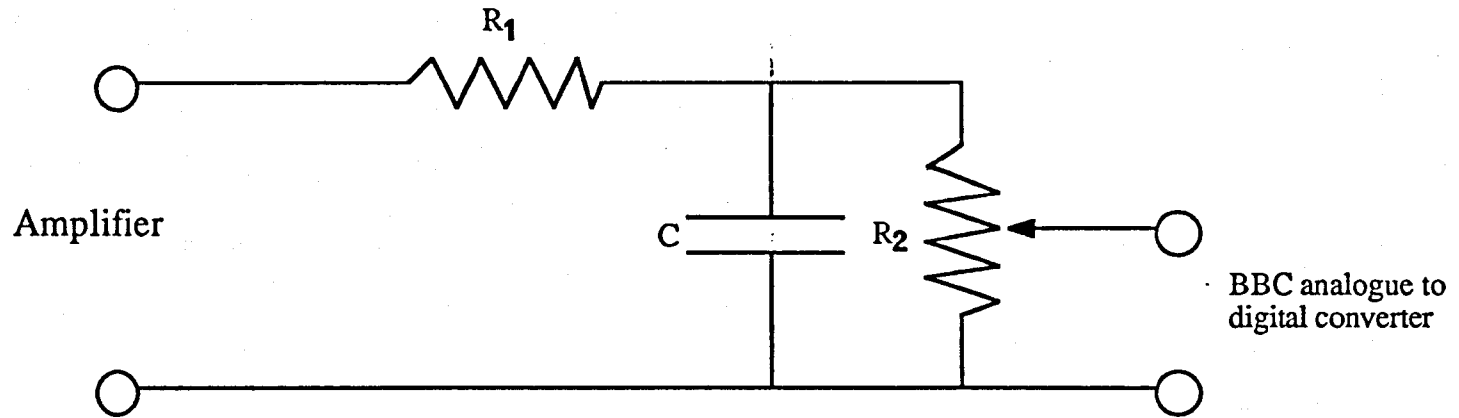 R1
Amplifier
C
R2
BBC analogue to
digital converter